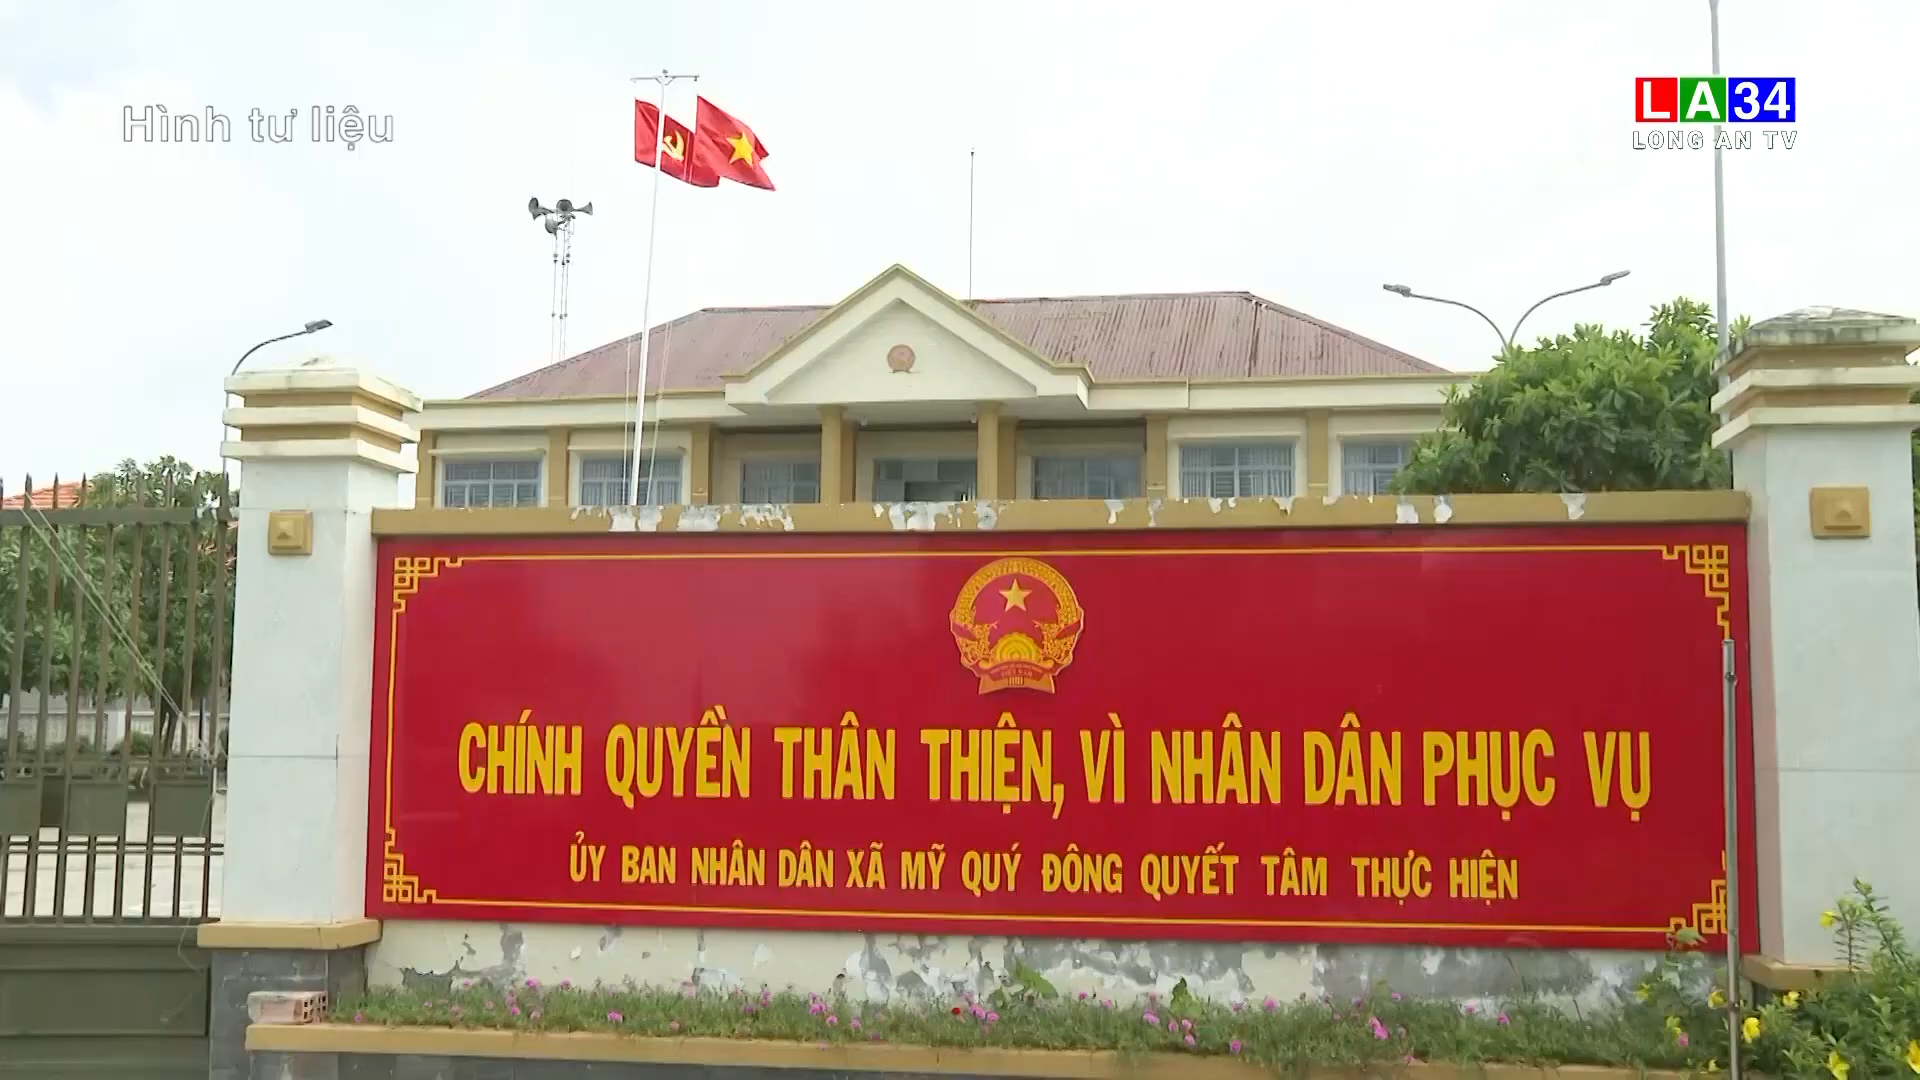 Hình tư liệu
LA34
LONG AN TV
CHÍNH QUYỀN THÂN THIỆN, VÌ NHÂN DÂN PHỤC VỤ
ỦY BAN NHÂN DÂN XÃ MỸ QUÝ ĐÔNG QUYẾT TÂM THỰC HIỆN